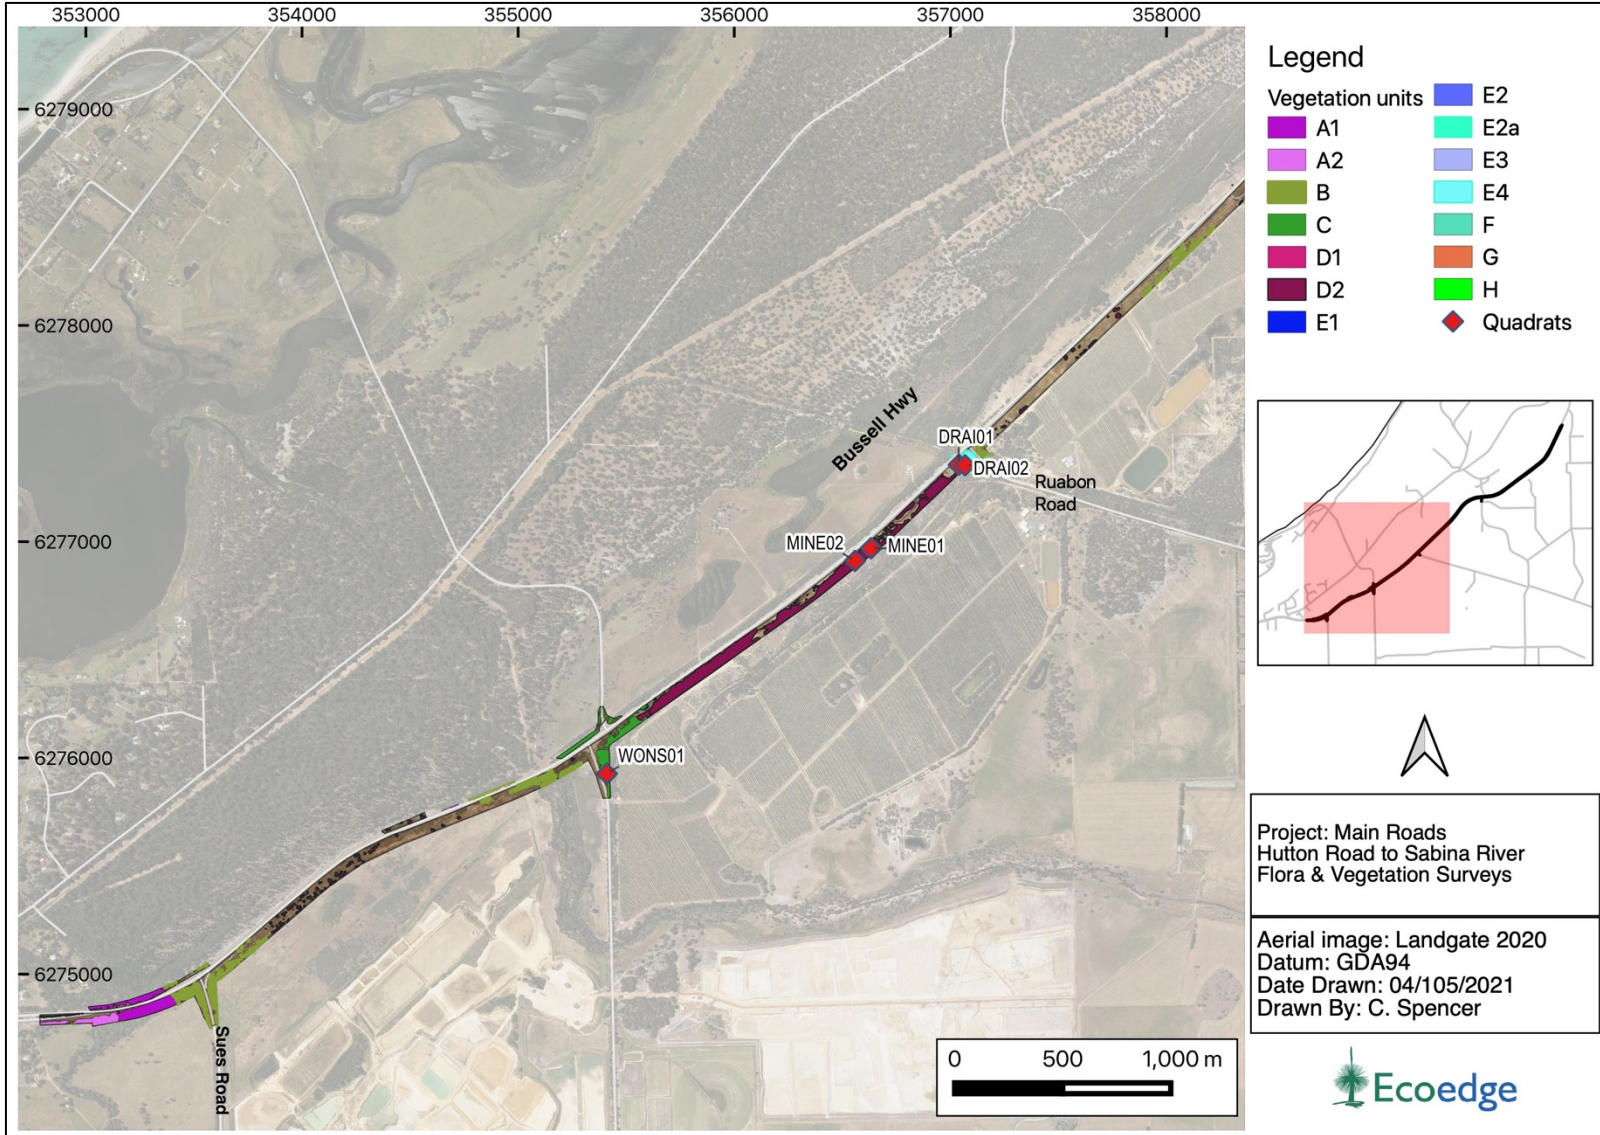 353000 354000 355000 356000 357000 358000
6279000
6278000
6277000
6276000
6275000
Bussell Hwy
DRAI01
DRAI02
Ruabon
Road
MINE02
MINE01
WONS01
Sues Road
0 500 1,000 m
Legend
Vegetation units
A1
A2
B
C
D1
D2
E1
E2
E2a
E3
E4
F
G
H
Quadrats
Project: Main Roads
Hutton Road to Sabina River
Flora & Vegetation Surveys
Aerial image: Landgate 2020
Datum: GDA94
Date Drawn: 04/105/2021
Drawn By: C. Spencer
Ecoedge